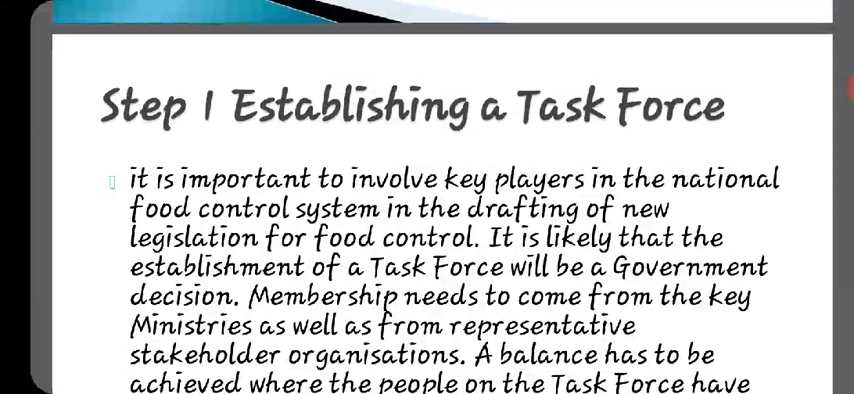 Step 1 Establishing a Task Force
it is important to involve key players in the national
food control system in the drafting of new
legislation for food control. It is likely that the
establishment of a Task Force will be a Government
decision. Membership needs to come from the key
Ministries as well as from representative
stakeholder organisations. A balance has to be
achieved where the people on the Task Force have